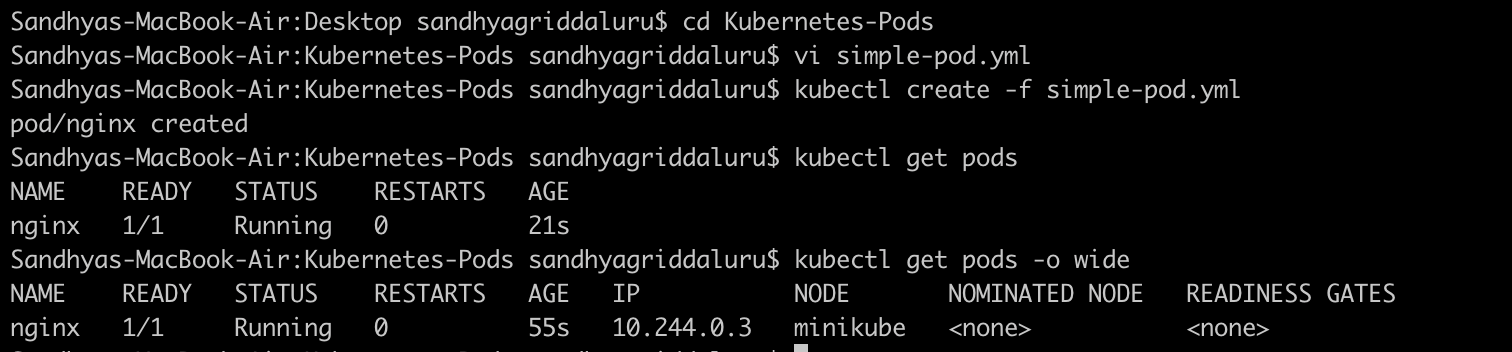 Sandhyas-MacBook-Air:Desktop sandhyagriddaluru$ cd Kubernetes-Pods
Sandhyas-MacBook-Air:Kubernetes-Pods sandhyagriddaluru$ vi simple-pod.yml
Sandhyas-MacBook-Air:Kubernetes-Pods sandhyagriddaluru$ kubectl create -f simple-pod.yml
pod/nginx created
Sandhyas-MacBook-Air:Kubernetes-Pods sandhyagriddaluru$ kubectl get pods
NAME READY STATUS RESTARTS AGE
nginx 1/1 Running 0 21s
Sandhyas-MacBook-Air:Kubernetes-Pods sandhyagriddaluru$ kubectl get pods -o wide
NAME READY STATUS RESTARTS AGE IP NODE NOMINATED NODE READINESS GATES
nginx 1/1 Running 0 55s 10.244.0.3 minikube <none> <none>